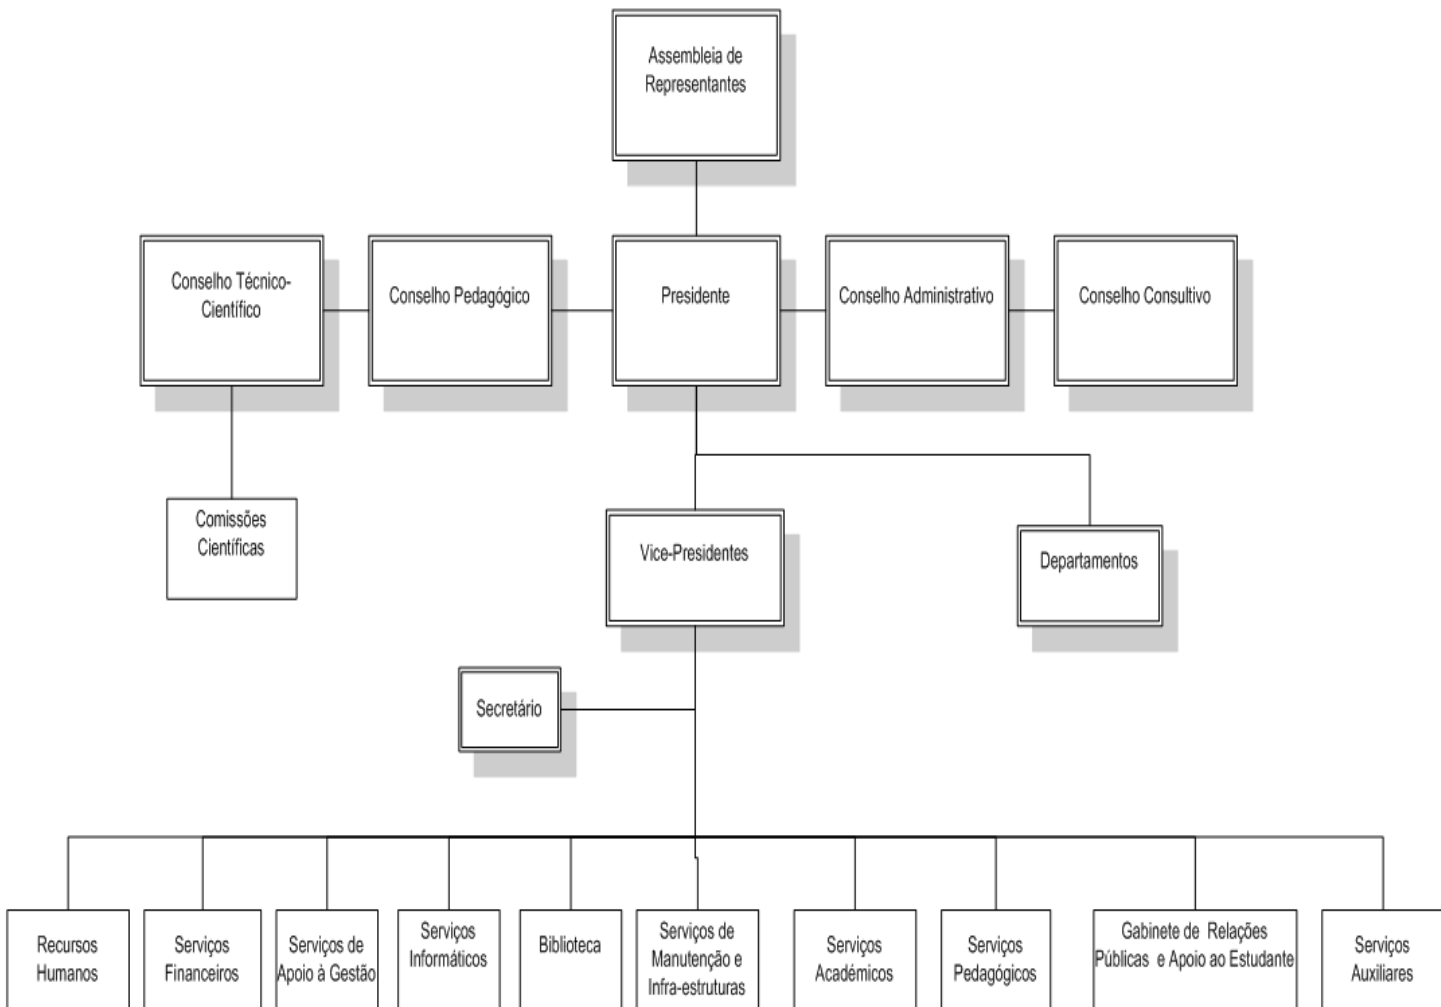 Assembleia de
Representantes
Conselho Técnico-
Científico
Conselho Pedagógico
Presidente
Conselho Administrativo
Conselho Consultivo
Comissões
Científicas
Vice-Presidentes
Departamentos
Secretário
Recursos
Humanos
Serviços
Financeiros
Serviços de
Apoio à Gestão
Serviços
Informáticos
Biblioteca
Serviços de
Manutenção e
Infra-estruturas
Serviços
Académicos
Serviços
Pedagógicos
Gabinete de Relações
Públicas e Apoio ao Estudante
Serviços
Auxiliares